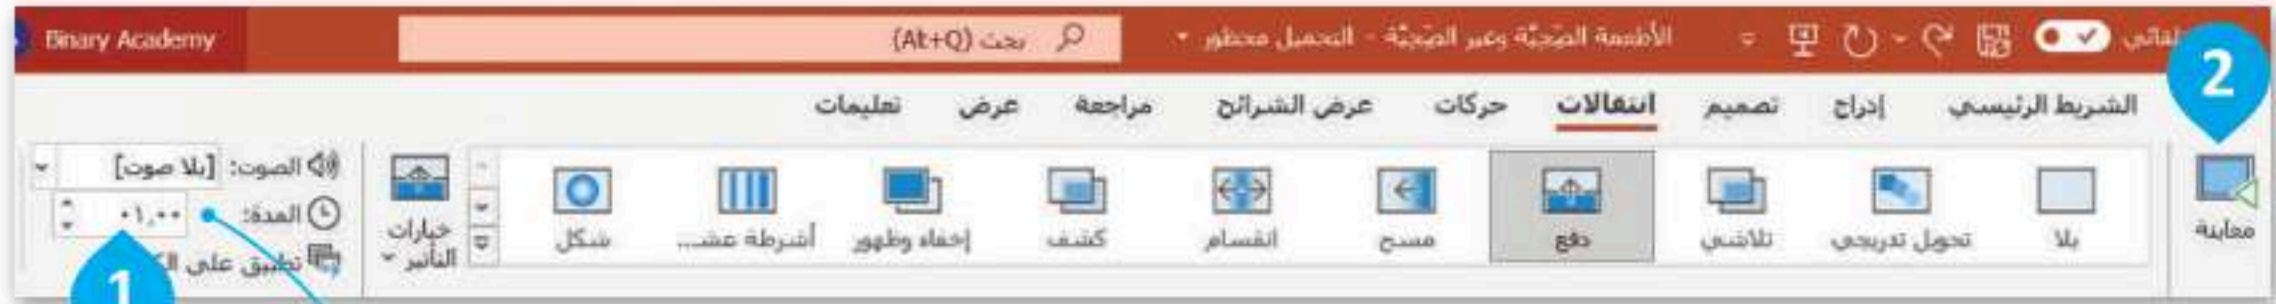 الأطعمة الصّحيَّة وغير الصّحيَّة - التحميل محظور
بحث (Alt+Q)
Binary Academy
2
الشريط الرئيسي إدراج تصميم انتقالات حركات عرض الشرائح مراجعة عرض تعليمات
معاينة
بلا تحول تدريجي تلاشي دفع مسح انقسام كشف إخفاء وظهور أشرطة عشـ... شكل
خيارات التأثير
الصوت: [بلا صوت]
المدة: ٠١,٠٠
تطبيق على
1